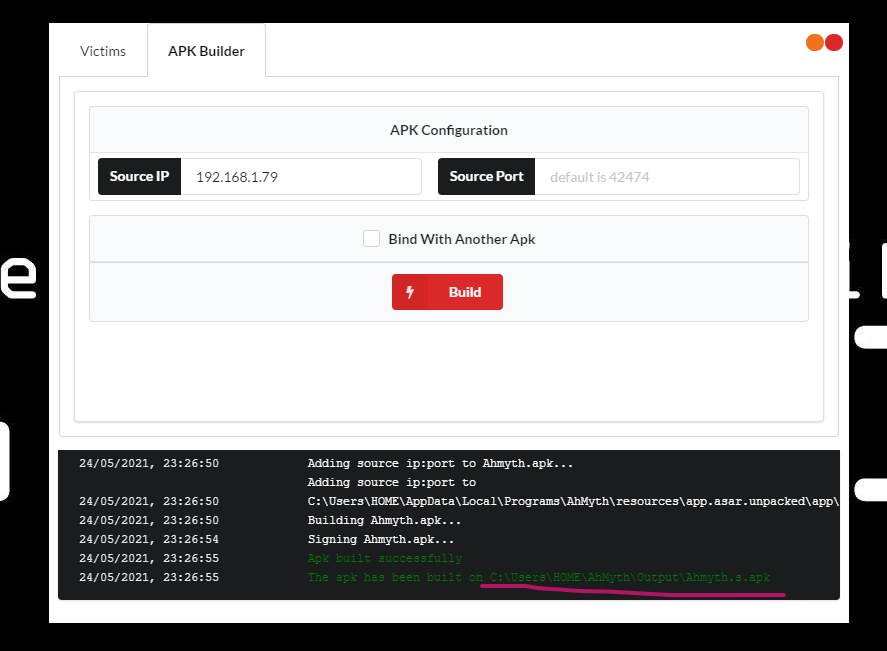 Victims APK Builder
APK Configuration
Source IP 192.168.1.79 Source Port default is 42474
Bind With Another Apk
Build
24/05/2021, 23:26:50 Adding source ip:port to Ahmyth.apk...
Adding source ip:port to
24/05/2021, 23:26:50 C:\Users\HOME\AppData\Local\Programs\AhMyth\resources\app.asar.unpacked\app\
24/05/2021, 23:26:50 Building Ahmyth.apk...
24/05/2021, 23:26:54 Signing Ahmyth.apk...
24/05/2021, 23:26:55 Apk built successfully
24/05/2021, 23:26:55 The apk has been built on C:\Users\HOME\AhMyth\Output\Ahmyth.s.apk